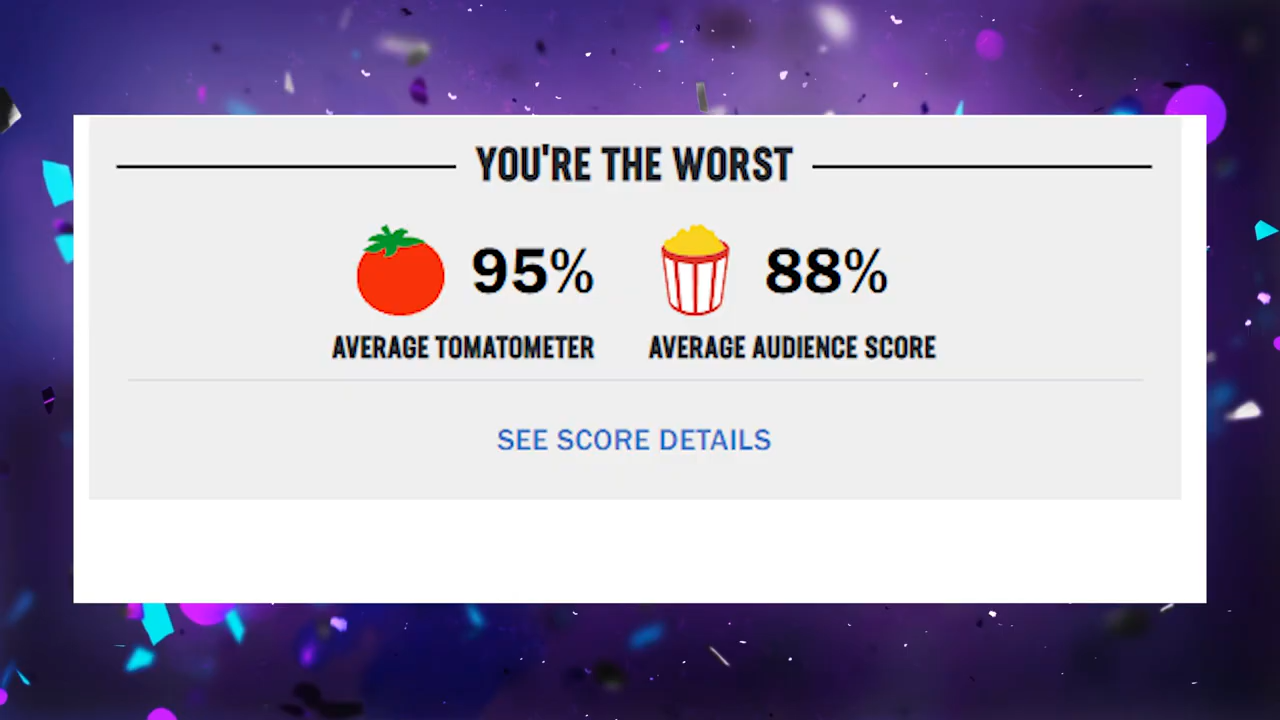 YOU'RE THE WORST
95% 88%
AVERAGE TOMATOMETER AVERAGE AUDIENCE SCORE
SEE SCORE DETAILS